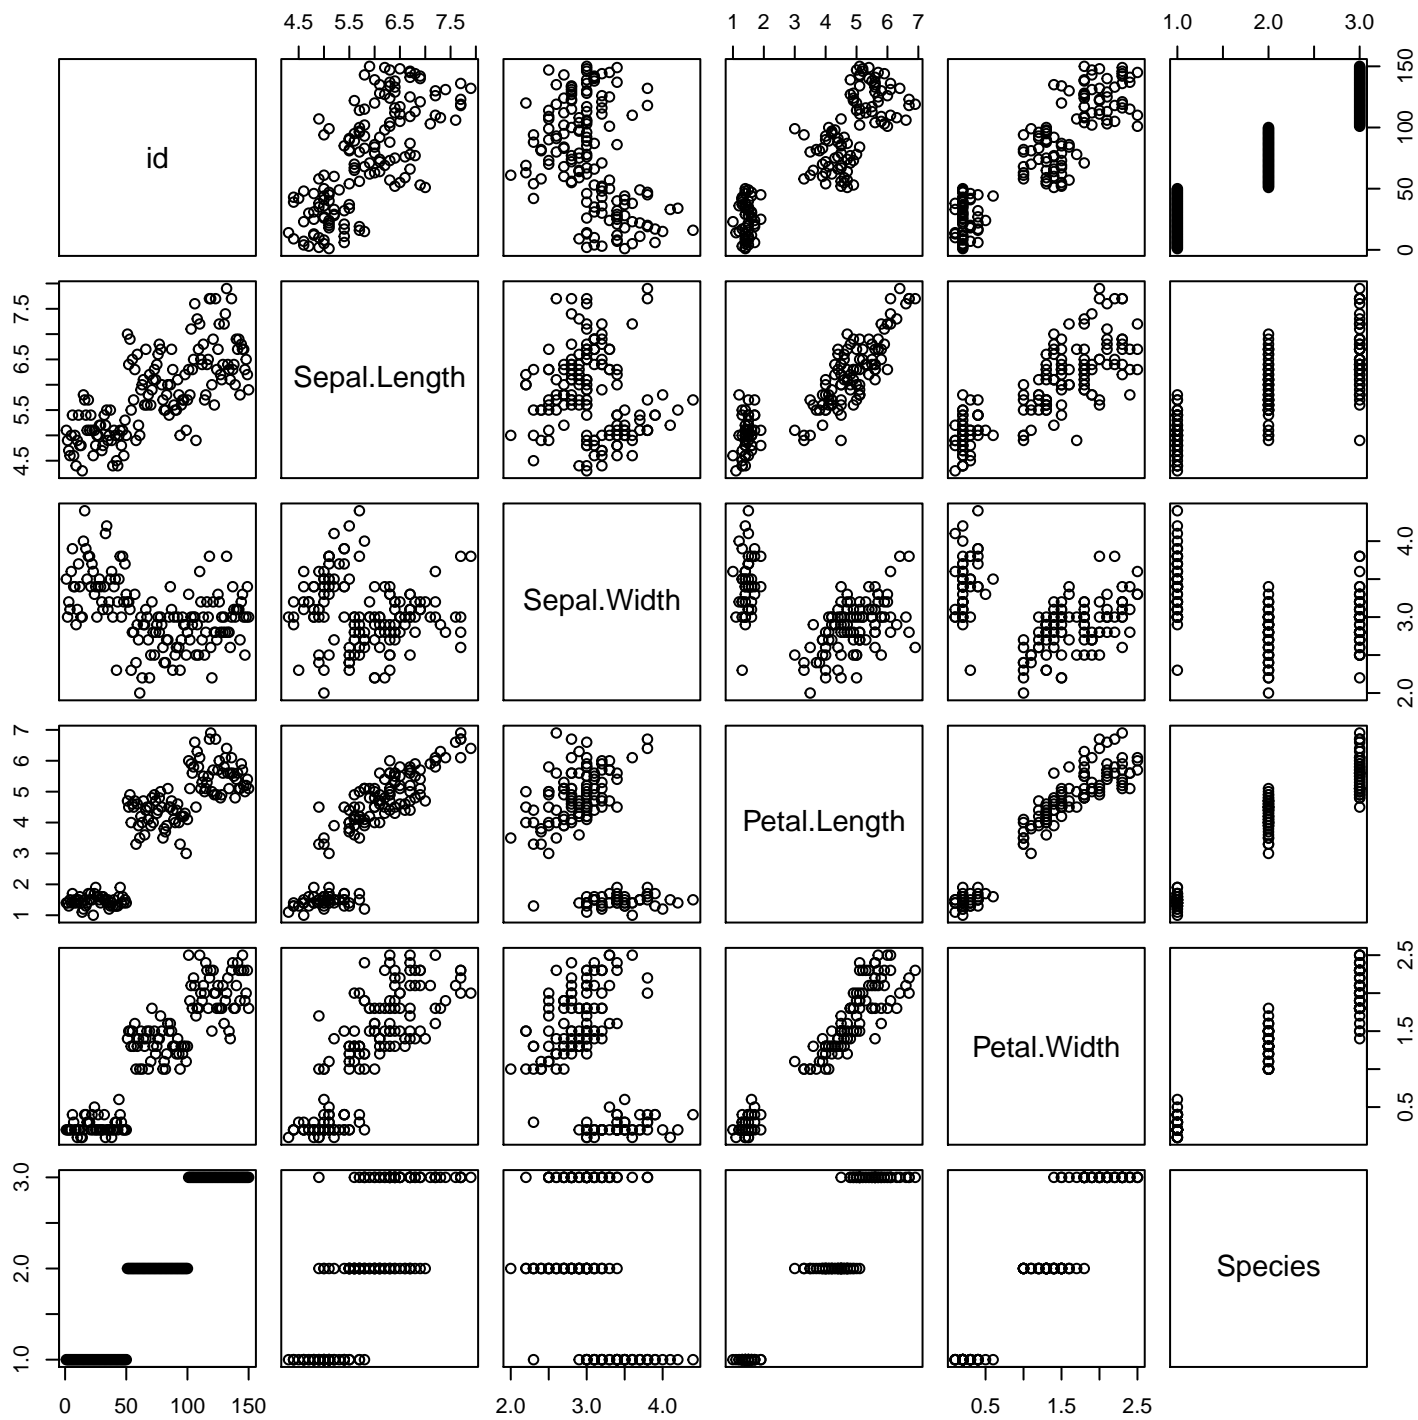 4.5 5.5 6.5 7.5 1 2 3 4 5 6 7 1.0 2.0 3.0
id 0 50 100 150
4.5 5.5 6.5 7.5 Sepal.Length
Sepal.Width 2.0 3.0 4.0
1 2 3 4 5 6 7 Petal.Length
Petal.Width 0.5 1.5 2.5
1.0 2.0 3.0 Species
0 50 100 150 2.0 3.0 4.0 0.5 1.5 2.5